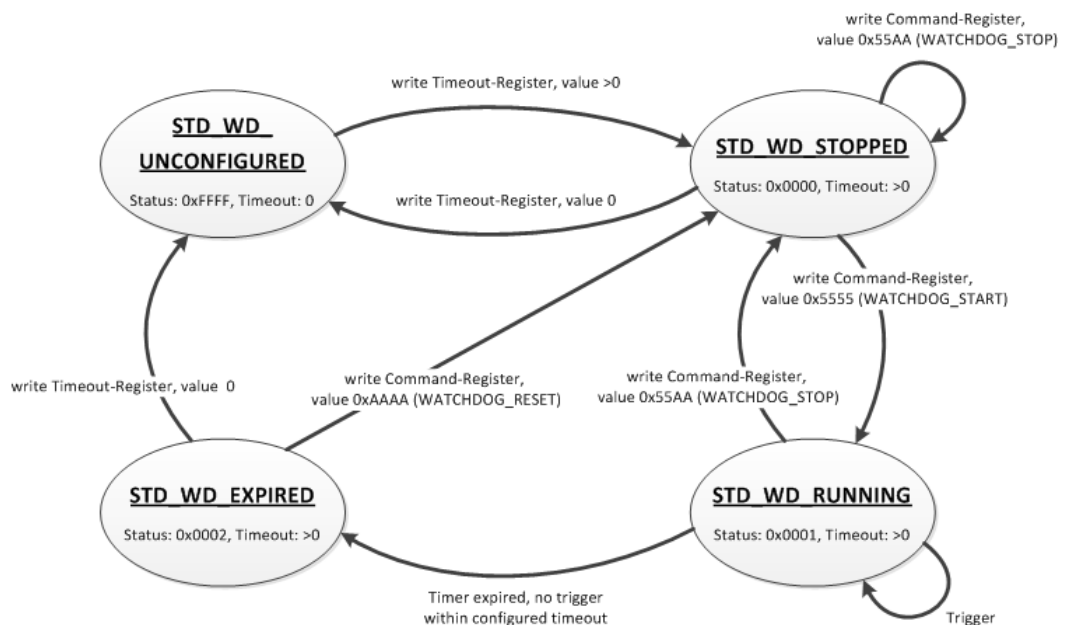 write Command-Register,
value 0x55AA (WATCHDOG_STOP)
write Timeout-Register, value >0
STD_WD_
UNCONFIGURED
Status: 0xFFFF, Timeout: 0
STD_WD_STOPPED
Status: 0x0000, Timeout: >0
write Timeout-Register, value 0
write Command-Register,
value 0x5555 (WATCHDOG_START)
write Timeout-Register, value  0
write Command-Register,
value 0xAAAA (WATCHDOG_RESET)
write Command-Register,
value 0x55AA (WATCHDOG_STOP)
STD_WD_EXPIRED
Status: 0x0002, Timeout: >0
STD_WD_RUNNING
Status: 0x0001, Timeout: >0
Timer expired, no trigger
within configured timeout
Trigger